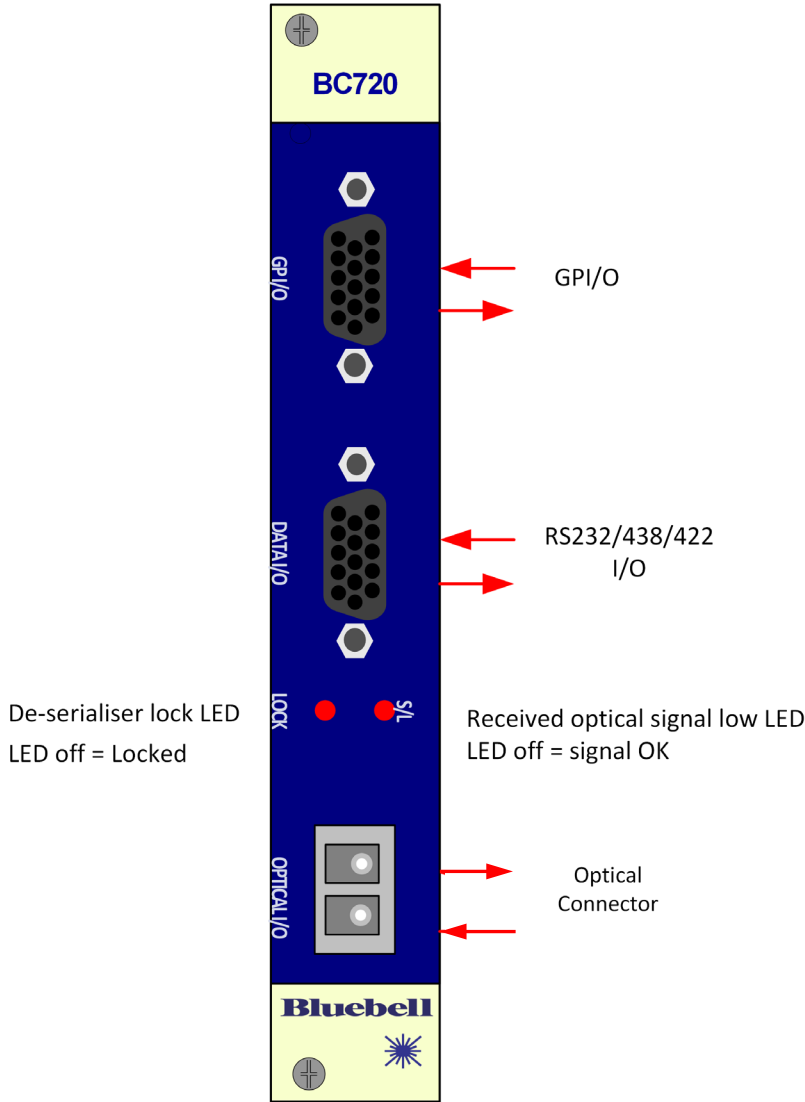 BC720
GPI/O
GPI/O
DATA I/O
RS232/438/422
I/O
LOCK
S/L
De-serialiser lock LED
LED off = Locked
Received optical signal low LED
LED off = signal OK
OPTICAL I/O
Optical
Connector
Bluebell